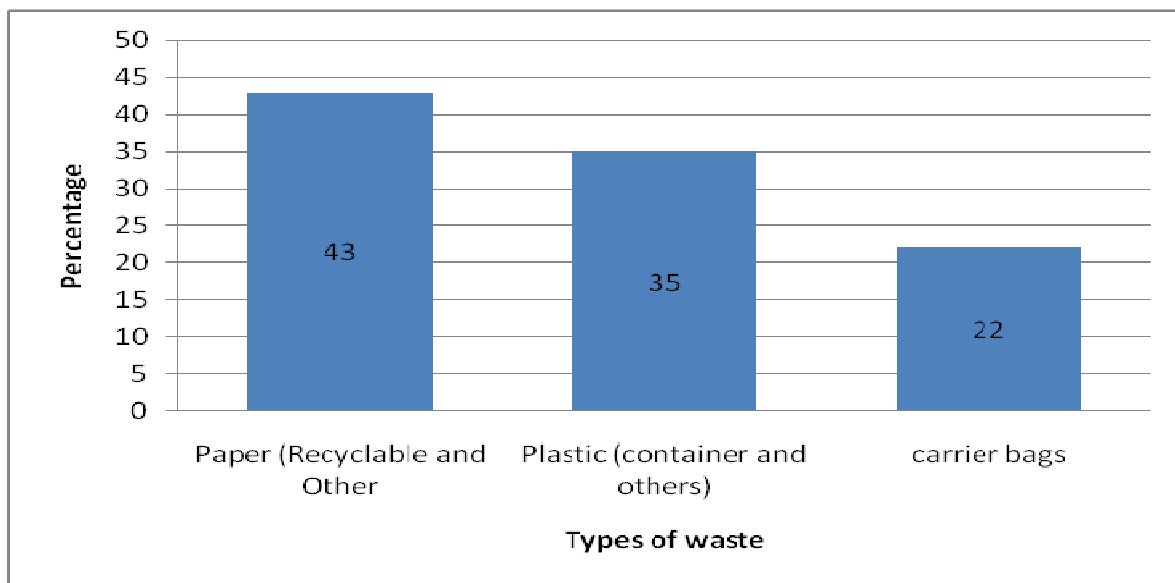 50
45
40
35
30
25
20
15
10
5
0
Percentage
43
35
22
Paper (Recyclable and
Other
Plastic (container and
others)
carrier bags
Types of waste